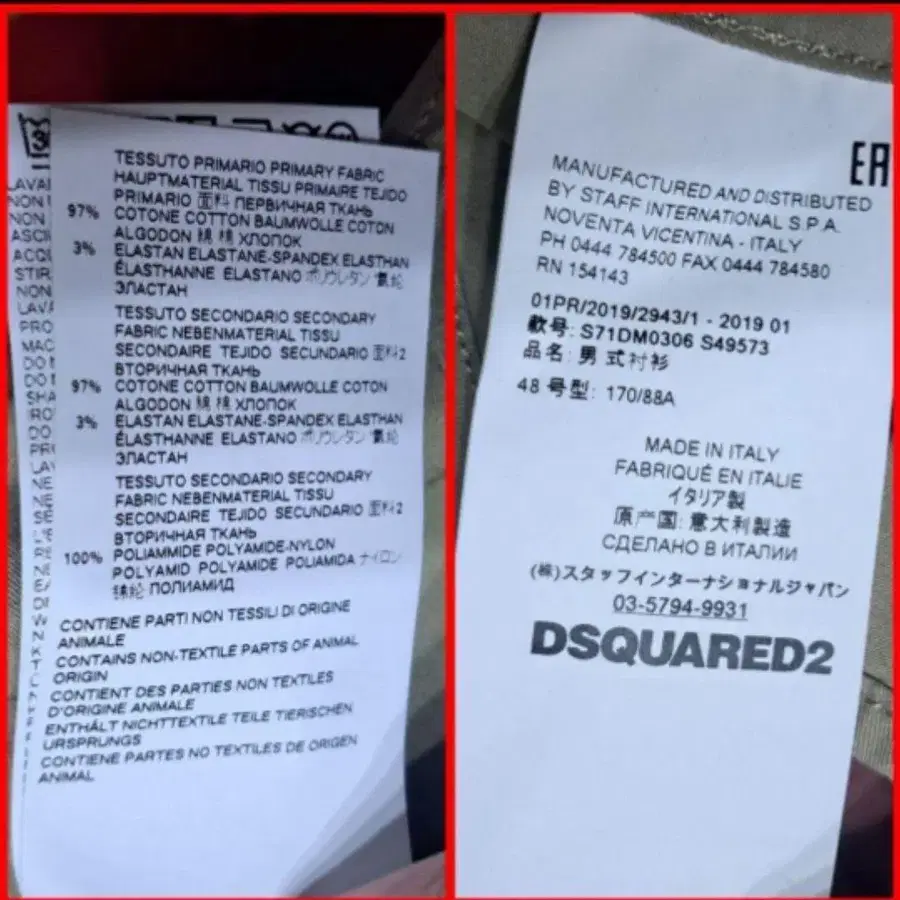 TESSUTO PRIMARIO PRIMARY FABRIC
HAUPTMATERIAL TISSU PRIMAIRE TEJIDO
PRIMARIO 面料 ПЕРВИЧНАЯ ТКАНЬ
97% COTONE COTTON BAUMWOLLE COTON
ALGODON 綿 棉 ХЛОПОК
3% ELASTAN ELASTANE-SPANDEX ELASTHAN
ÉLASTHANNE ELASTANO ポリウレタン 氨纶
ЭЛАСТАН
TESSUTO SECONDARIO SECONDARY
FABRIC NEBENMATERIAL TISSU
SECONDAIRE TEJIDO SECUNDARIO 面料2
ВТОРИЧНАЯ ТКАНЬ
97% COTONE COTTON BAUMWOLLE COTON
ALGODON 綿 棉 ХЛОПОК
3% ELASTAN ELASTANE-SPANDEX ELASTHAN
ÉLASTHANNE ELASTANO ポリウレタン 氨纶
ЭЛАСТАН
TESSUTO SECONDARIO SECONDARY
FABRIC NEBENMATERIAL TISSU
SECONDAIRE TEJIDO SECUNDARIO 面料2
ВТОРИЧНАЯ ТКАНЬ
100% POLIAMMIDE POLYAMIDE-NYLON
POLYAMID POLYAMIDE POLIAMIDA ナイロン
锦纶 ПОЛИАМИД
CONTIENE PARTI NON TESSILI DI ORIGINE
ANIMALE
CONTAINS NON-TEXTILE PARTS OF ANIMAL
ORIGIN
CONTIENT DES PARTIES NON TEXTILES
D'ORIGINE ANIMALE
ENTHÄLT NICHTTEXTILE TEILE TIERISCHEN
URSPRUNGS
CONTIENE PARTES NO TEXTILES DE ORIGEN
ANIMAL
EAC
MANUFACTURED AND DISTRIBUTED
BY STAFF INTERNATIONAL S.P.A.
NOVENTA VICENTINA - ITALY
PH 0444 784500 FAX 0444 784580
RN 154143
01PR/2019/2943/1 - 2019 01
款号: S71DM0306 S49573
品名: 男式衬衫
48 号型: 170/88A
MADE IN ITALY
FABRIQUÉ EN ITALIE
イタリア製
原产国: 意大利製造
СДЕЛАНО В ИТАЛИИ
(株)スタッフインターナショナルジャパン
03-5794-9931
DSQUARED2